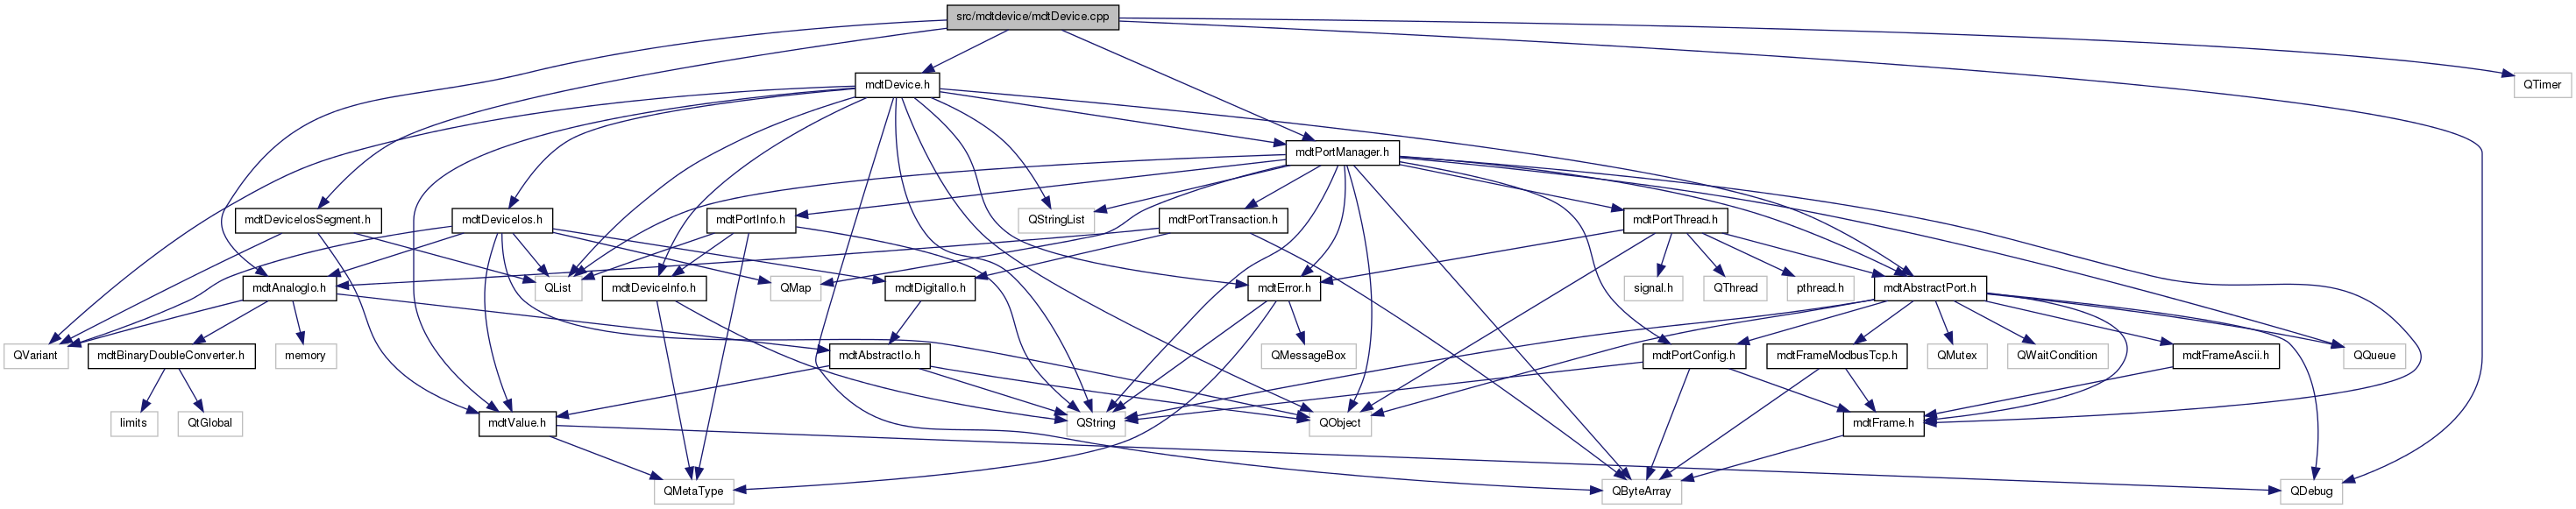 src/mdtdevice/mdtDevice.cpp
mdtDevice.h
QTimer
mdtPortManager.h
mdtDeviceIosSegment.h
mdtDeviceIos.h
mdtPortInfo.h
QStringList
mdtPortTransaction.h
mdtPortThread.h
mdtAnalogIo.h
QList
mdtDeviceInfo.h
QMap
mdtDigitalIo.h
mdtError.h
signal.h
QThread
pthread.h
mdtAbstractPort.h
QVariant
mdtBinaryDoubleConverter.h
memory
mdtAbstractIo.h
QMessageBox
mdtPortConfig.h
mdtFrameModbusTcp.h
QMutex
QWaitCondition
mdtFrameAscii.h
QQueue
limits
QtGlobal
mdtValue.h
QString
QObject
mdtFrame.h
QMetaType
QByteArray
QDebug